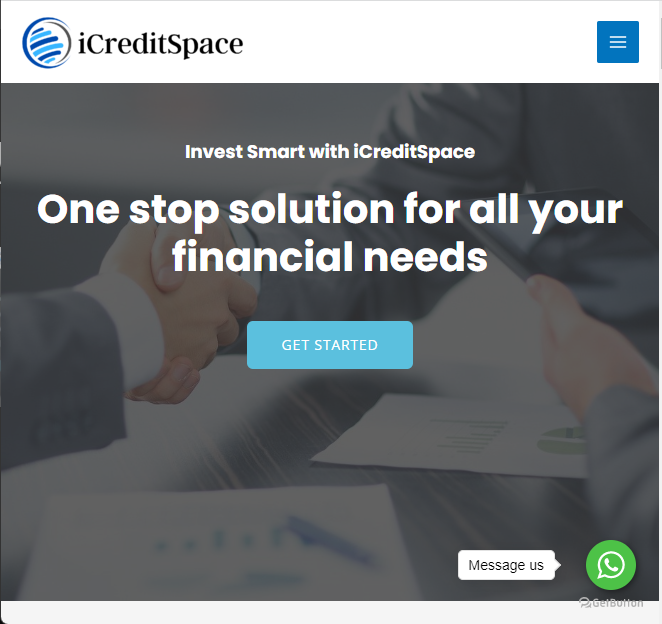 iCreditSpace
Invest Smart with iCreditSpace
One stop solution for all your
financial needs
GET STARTED
Message us
GetButton